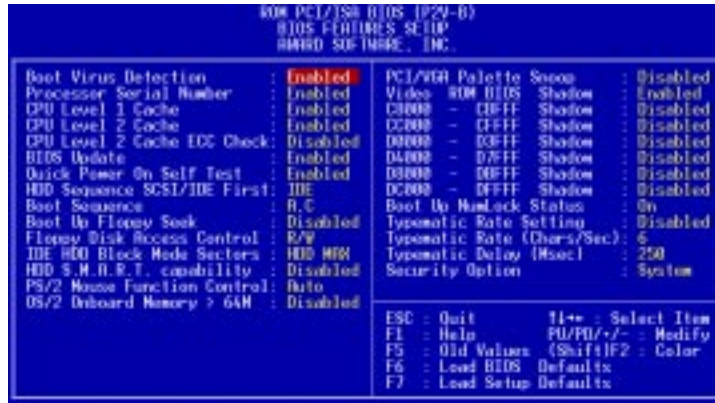 ROM PCI/ISA BIOS (P2V-B)
BIOS FEATURES SETUP
AWARD SOFTWARE, INC.
Boot Virus Detection : Enabled
Processor Serial Number : Enabled
CPU Level 1 Cache : Enabled
CPU Level 2 Cache : Enabled
CPU Level 2 Cache ECC Check: Disabled
BIOS Update : Enabled
Quick Power On Self Test : Enabled
HDD Sequence SCSI/IDE First: IDE
Boot Sequence : A,C
Boot Up Floppy Seek : Disabled
Floppy Disk Access Control : R/W
IDE HDD Block Mode Sectors : HDD MAX
HDD S.M.A.R.T. capability : Disabled
PS/2 Mouse Function Control: Auto
OS/2 Onboard Memory > 64M : Disabled
PCI/VGA Palette Snoop : Disabled
Video ROM BIOS Shadow : Enabled
C8000 - CBFFF Shadow : Disabled
CC000 - CFFFF Shadow : Disabled
D0000 - D3FFF Shadow : Disabled
D4000 - D7FFF Shadow : Disabled
D8000 - DBFFF Shadow : Disabled
DC000 - DFFFF Shadow : Disabled
Boot Up NumLock Status : On
Typematic Rate Setting : Disabled
Typematic Rate (Chars/Sec): 6
Typematic Delay (Msec) : 250
Security Option : System
ESC : Quit ↑↓→← : Select Item
F1 : Help PU/PD/+/- : Modify
F5 : Old Values (Shift)F2 : Color
F6 : Load BIOS Defaults
F7 : Load Setup Defaults